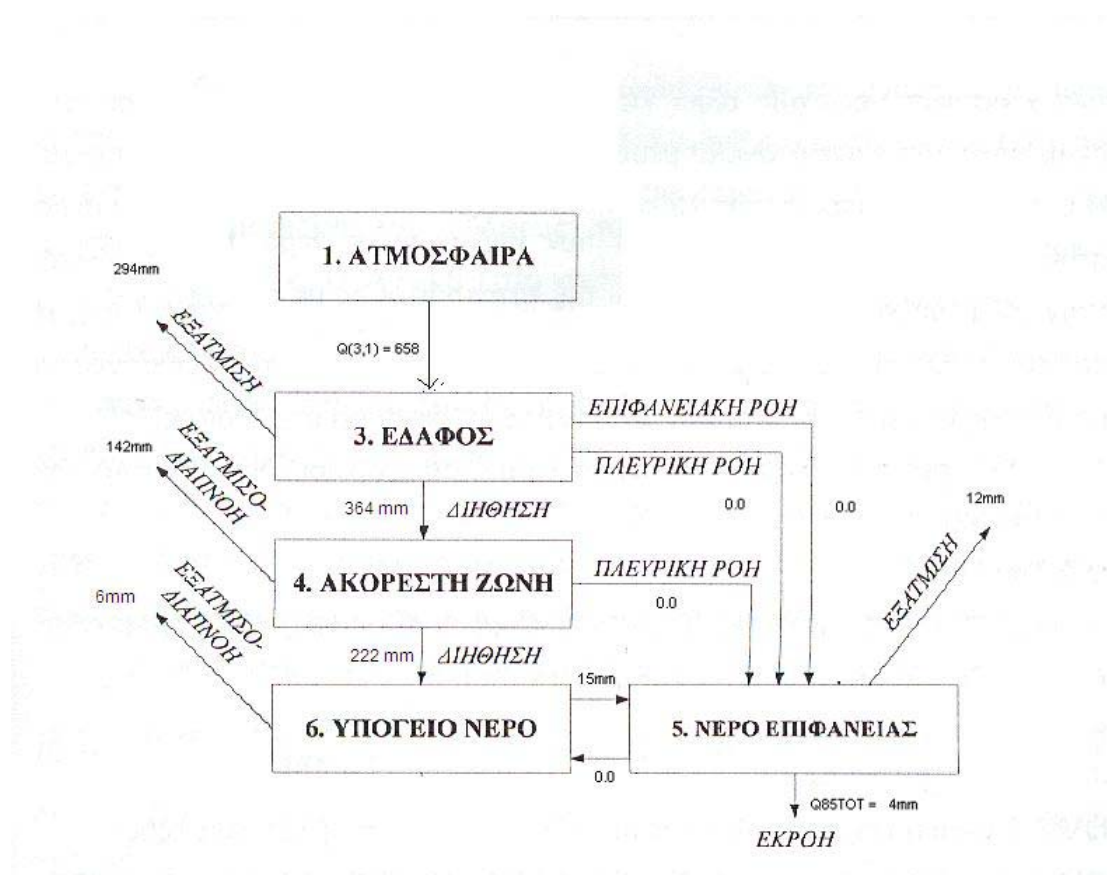 1. ΑΤΜΟΣΦΑΙΡΑ
294mm
ΕΞΑΤΜΙΣΗ
Q(3,1) = 658
3. ΕΔΑΦΟΣ
ΕΠΙΦΑΝΕΙΑΚΗ ΡΟΗ
ΠΛΕΥΡΙΚΗ ΡΟΗ
142mm
ΕΞΑΤΜΙΣΟ-
ΔΙΑΠΝΟΗ
364 mm
ΔΙΗΘΗΣΗ
0.0
0.0
12mm
ΕΞΑΤΜΙΣΗ
4. ΑΚΟΡΕΣΤΗ ΖΩΝΗ
ΠΛΕΥΡΙΚΗ ΡΟΗ
0.0
6mm
ΕΞΑΤΜΙΣΟ-
ΔΙΑΠΝΟΗ
222 mm
ΔΙΗΘΗΣΗ
15mm
6. ΥΠΟΓΕΙΟ ΝΕΡΟ
5. ΝΕΡΟ ΕΠΙΦΑΝΕΙΑΣ
0.0
Q85TOT = 4mm
ΕΚΡΟΗ